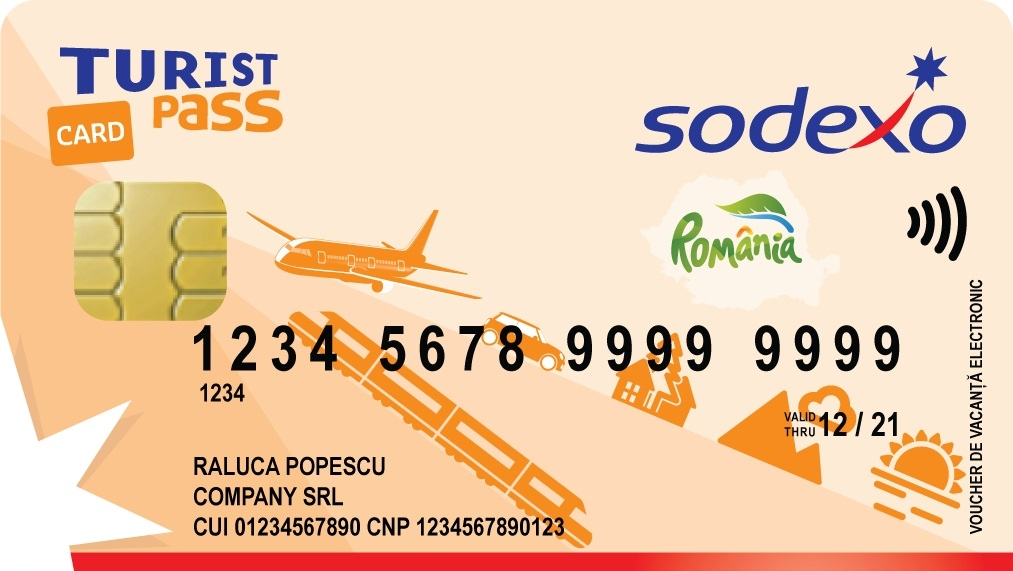 TURIST
PASS
CARD
sodexo
România
1234 5678 9999 9999
1234
VALID
THRU 12 / 21
RALUCA POPESCU
COMPANY SRL
CUI 01234567890 CNP 1234567890123
VOUCHER DE VACANȚĂ ELECTRONIC